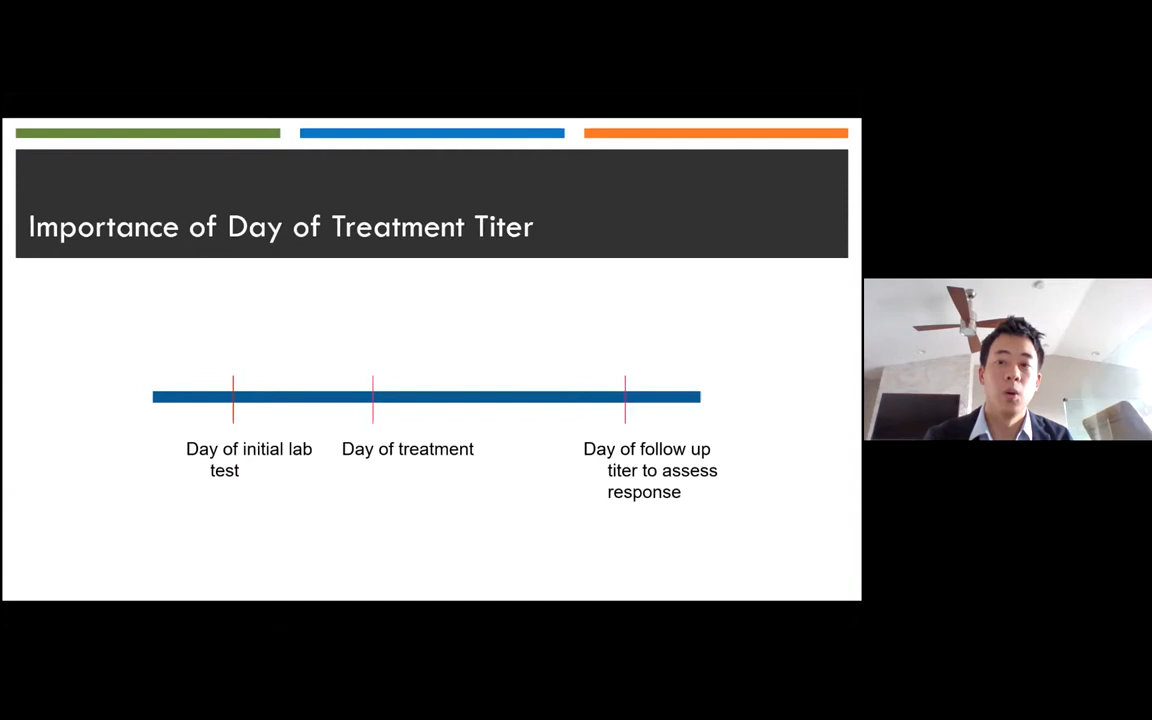 Importance of Day of Treatment Titer
Day of initial lab
test
Day of treatment
Day of follow up
titer to assess
response